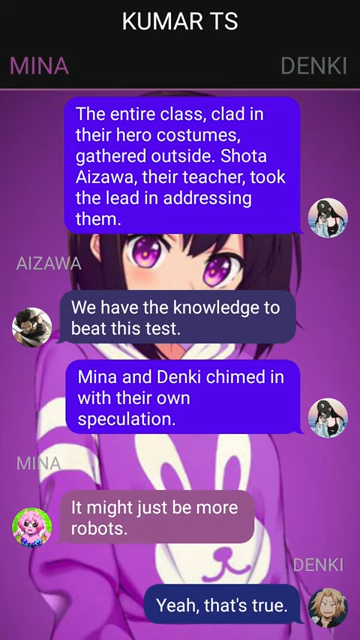 KUMAR TS
MINA DENKI
The entire class, clad in
their hero costumes,
gathered outside. Shota
Aizawa, their teacher, took
the lead in addressing
them.
AIZAWA
We have the knowledge to
beat this test.
Mina and Denki chimed in
with their own
speculation.
MINA
It might just be more
robots.
DENKI
Yeah, that's true.